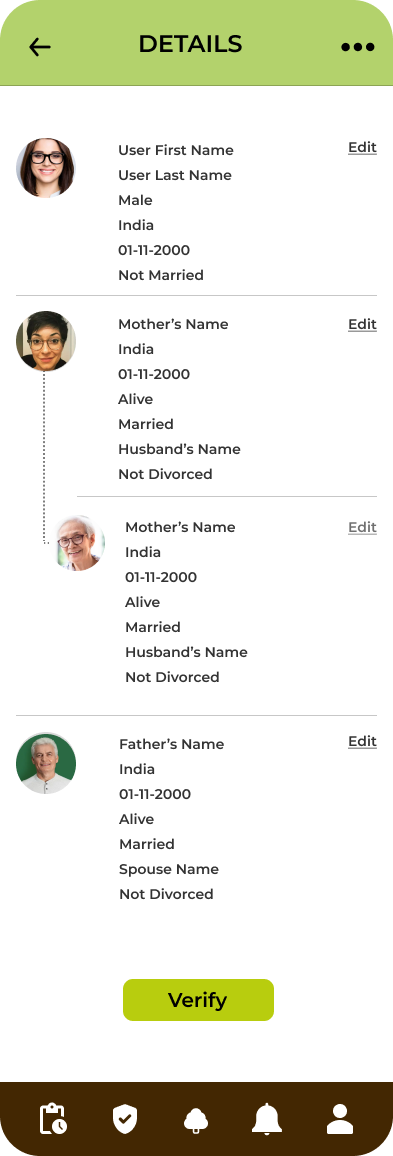 DETAILS
User First Name
Edit
User Last Name
Male
India
01-11-2000
Not Married
Mother's Name
Edit
India
01-11-2000
Alive
Married
Husband's Name
Not Divorced
Mother's Name
Edit
India
01-11-2000
Alive
Married
Husband's Name
Not Divorced
Father's Name
Edit
India
01-11-2000
Alive
Married
Spouse Name
Not Divorced
Verify